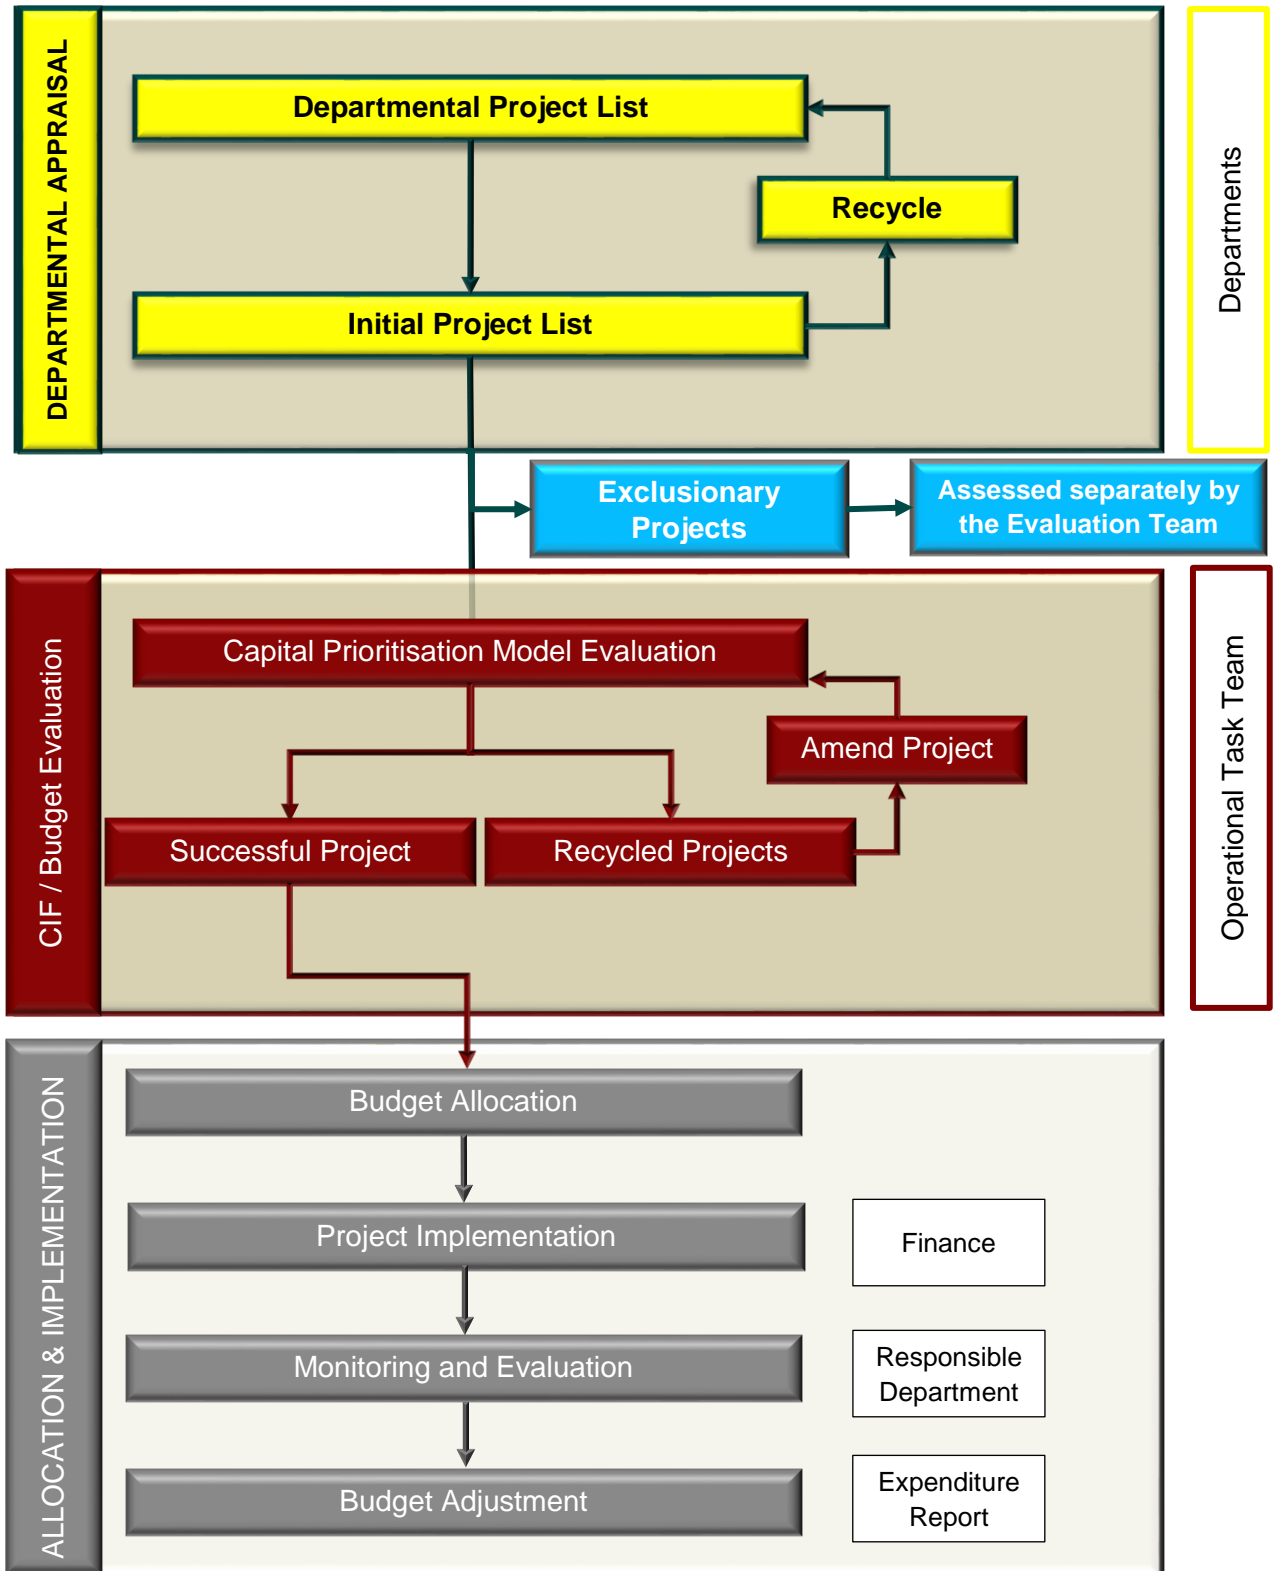 DEPARTMENTAL APPRAISAL
Departmental Project List
Recycle
Initial Project List
Departments
Exclusionary
Projects
Assessed separately by
the Evaluation Team
CIF / Budget Evaluation
Capital Prioritisation Model Evaluation
Amend Project
Successful Project
Recycled Projects
Operational Task Team
ALLOCATION & IMPLEMENTATION
Budget Allocation
Project Implementation
Finance
Monitoring and Evaluation
Responsible
Department
Budget Adjustment
Expenditure
Report